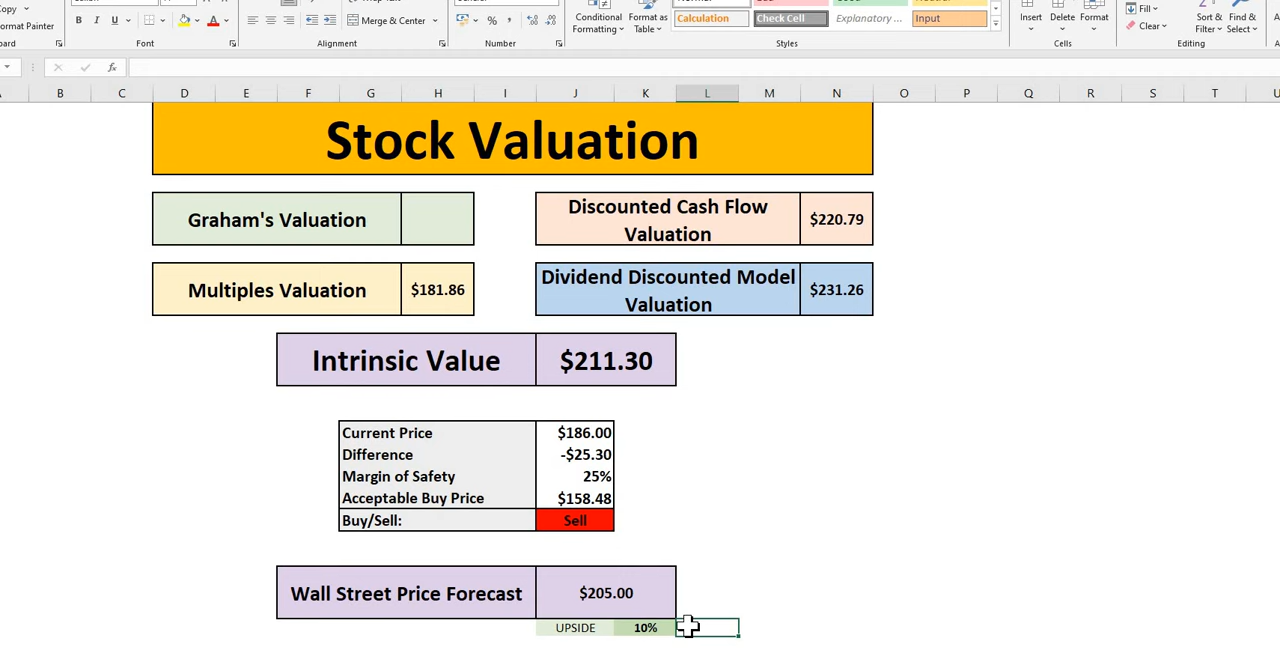 Copy
Format Painter
B I U
Merge & Center
% 9
Conditional Formatting
Format as Table
Calculation
Check Cell
Explanatory ...
Input
Insert
Delete
Format
Fill
Clear
Sort & Filter
Find & Select
Font
Alignment
Number
Styles
Cells
Editing
fx
B C D E F G H I J K L M N O P Q R S T
Stock Valuation
Graham's Valuation
Discounted Cash Flow
Valuation
$220.79
Multiples Valuation $181.86
Dividend Discounted Model
Valuation
$231.26
Intrinsic Value $211.30
Current Price $186.00
Difference -$25.30
Margin of Safety 25%
Acceptable Buy Price $158.48
Buy/Sell: Sell
Wall Street Price Forecast $205.00
UPSIDE 10%